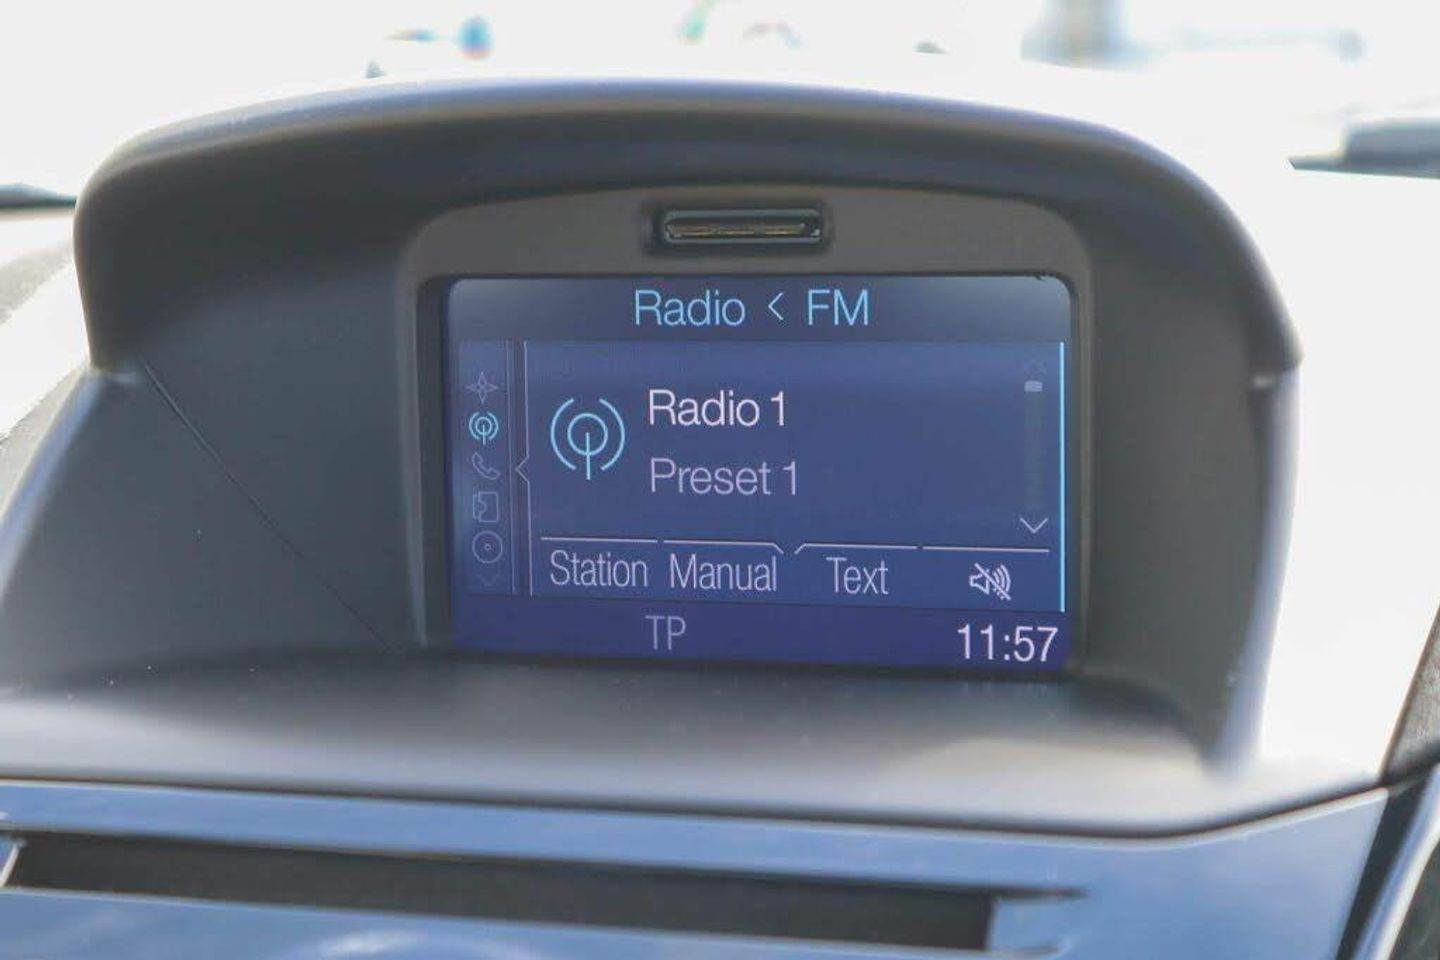 Radio < FM
Radio 1
Preset 1
Station Manual Text
TP 11:57